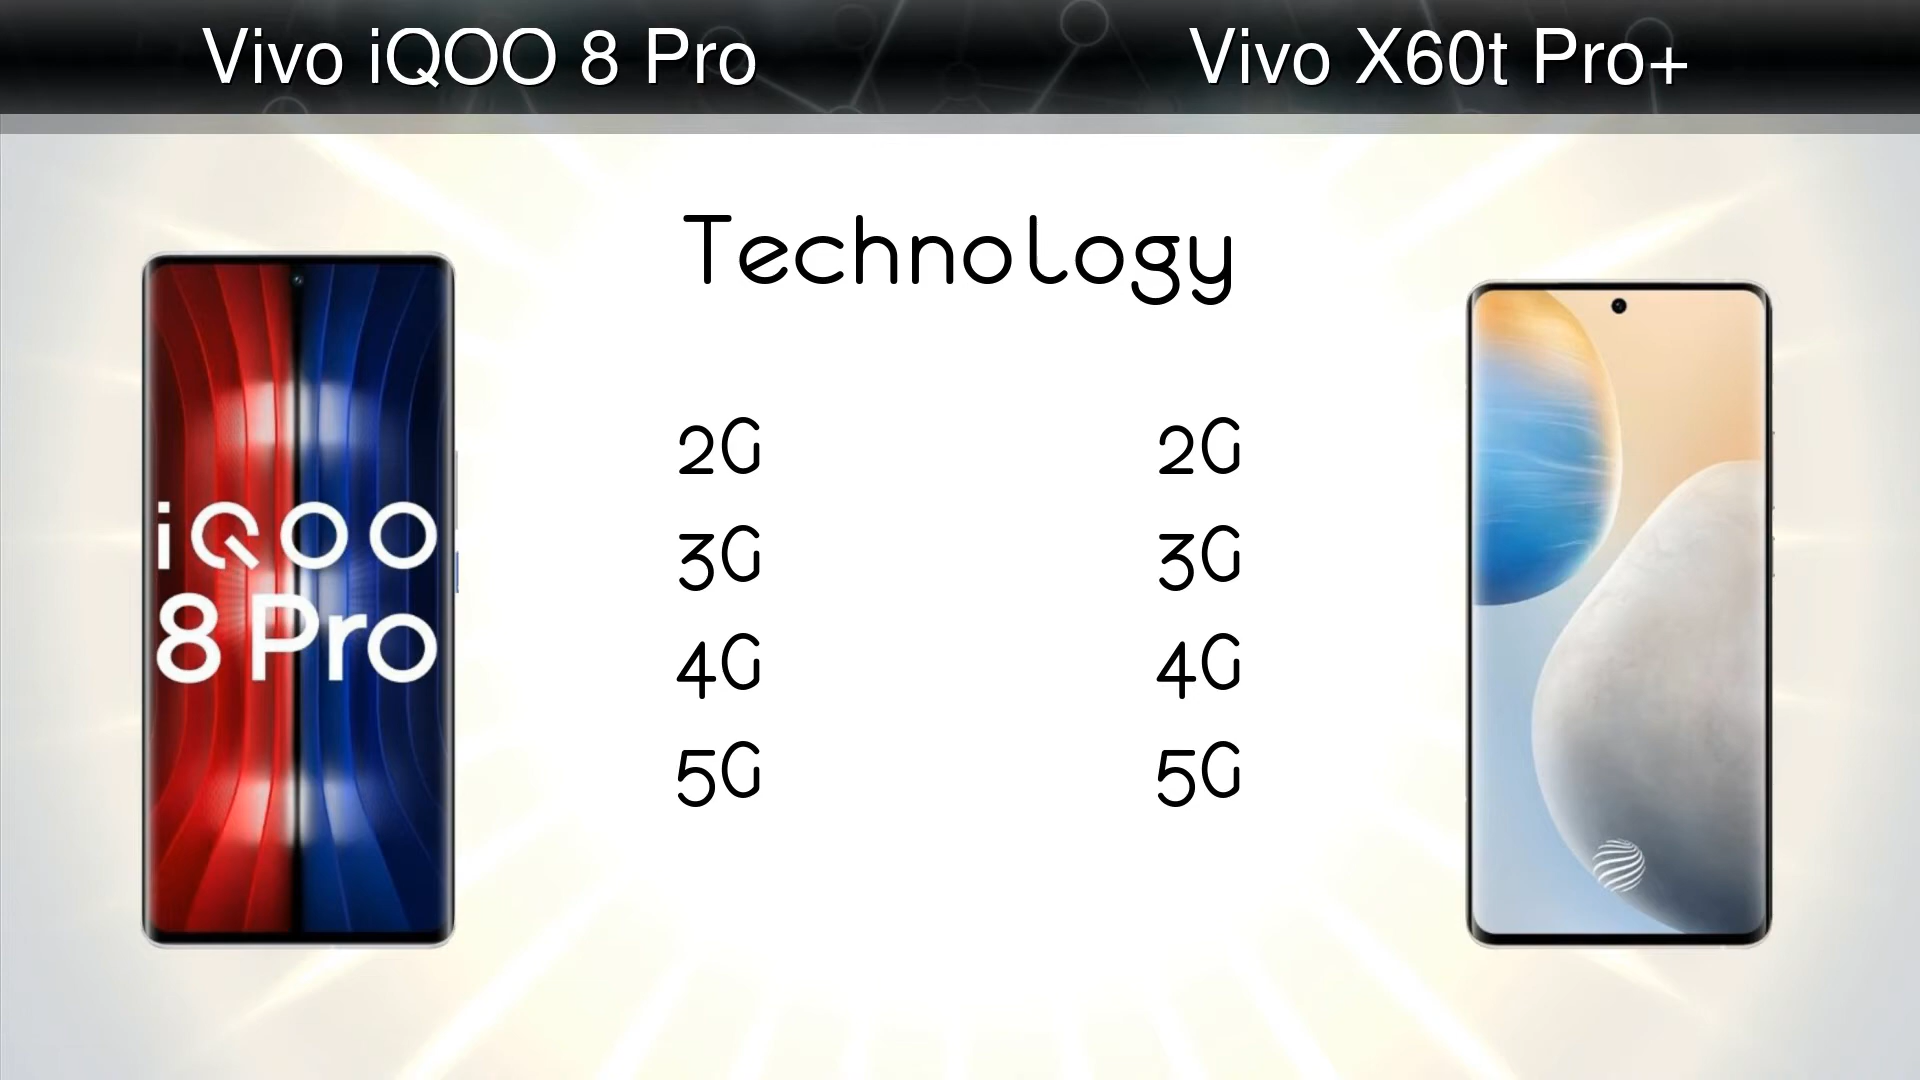 Vivo iQOO 8 Pro Vivo X60t Pro+
Technology
2G 2G
3G 3G
4G 4G
5G 5G
iQOO
8 Pro